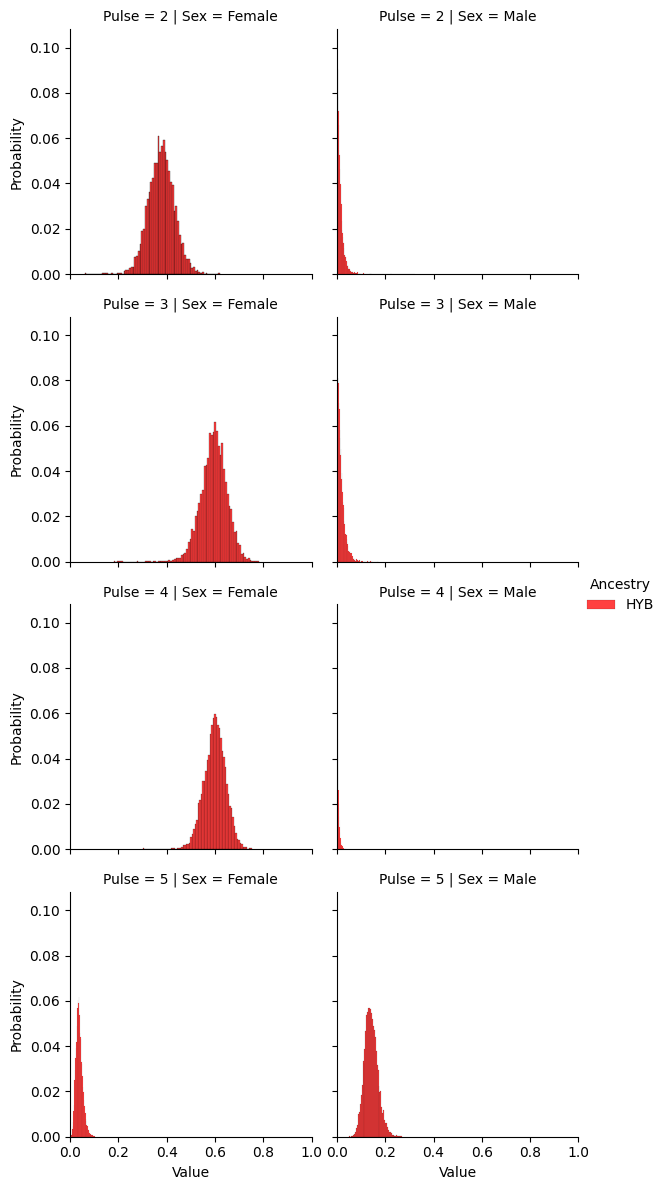 Pulse = 2 | Sex = Female
Pulse = 2 | Sex = Male
0.10
0.08
0.06
0.04
0.02
0.00
Probability
Pulse = 3 | Sex = Female
Pulse = 3 | Sex = Male
0.10
0.08
0.06
0.04
0.02
0.00
Probability
Ancestry
HYB
Pulse = 4 | Sex = Female
Pulse = 4 | Sex = Male
0.10
0.08
0.06
0.04
0.02
0.00
Probability
Pulse = 5 | Sex = Female
Pulse = 5 | Sex = Male
0.10
0.08
0.06
0.04
0.02
0.00
Probability
0.0 0.2 0.4 0.6 0.8 1.0
Value
0.0 0.2 0.4 0.6 0.8 1.0
Value